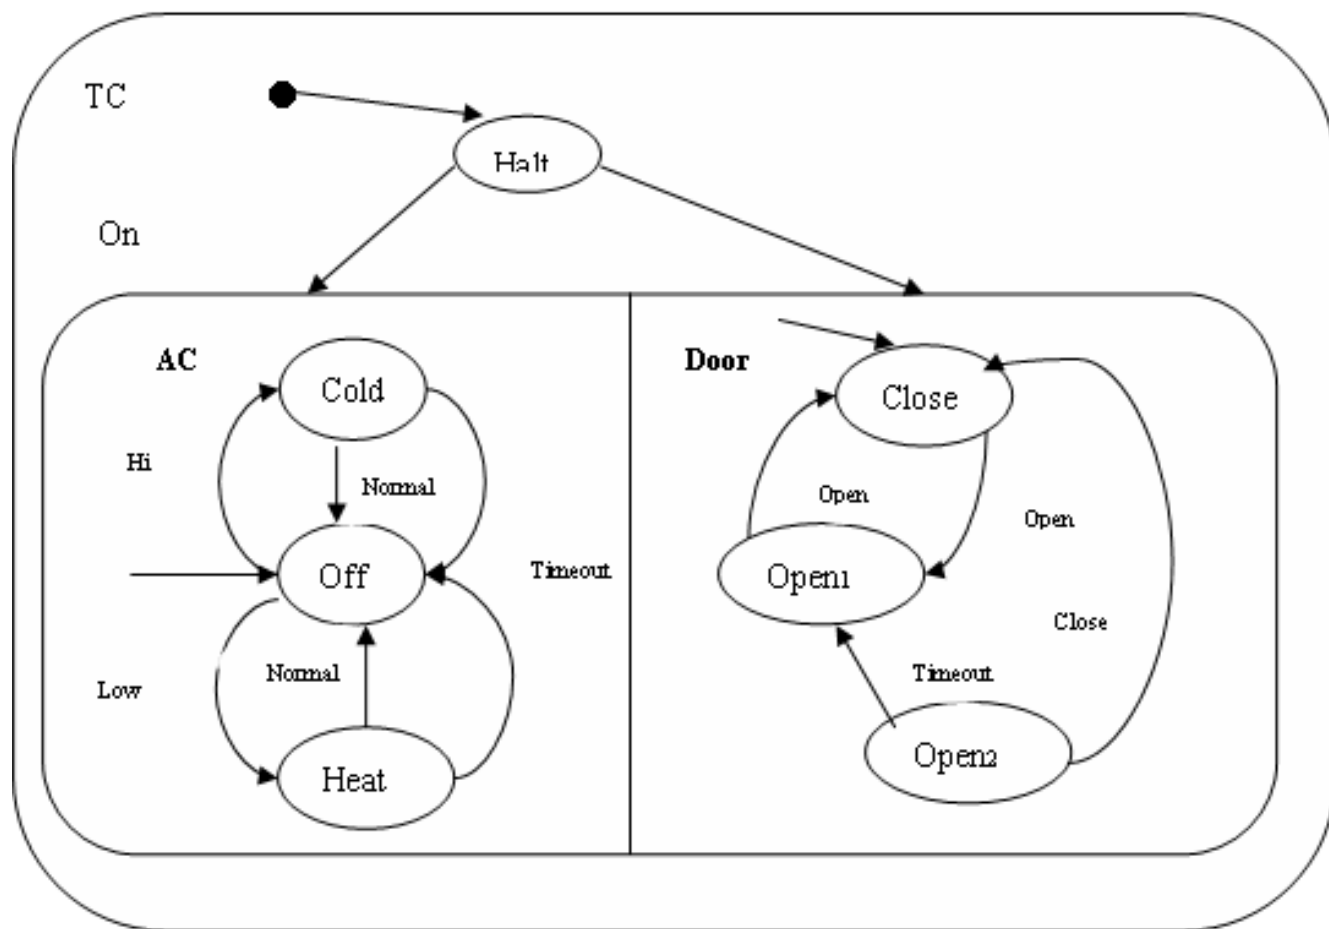 TC
Halt
On
AC
Cold
Hi
Normal
Off
Timeout
Low
Normal
Heat
Door
Close
Open
Open
Open1
Close
Timeout
Open2